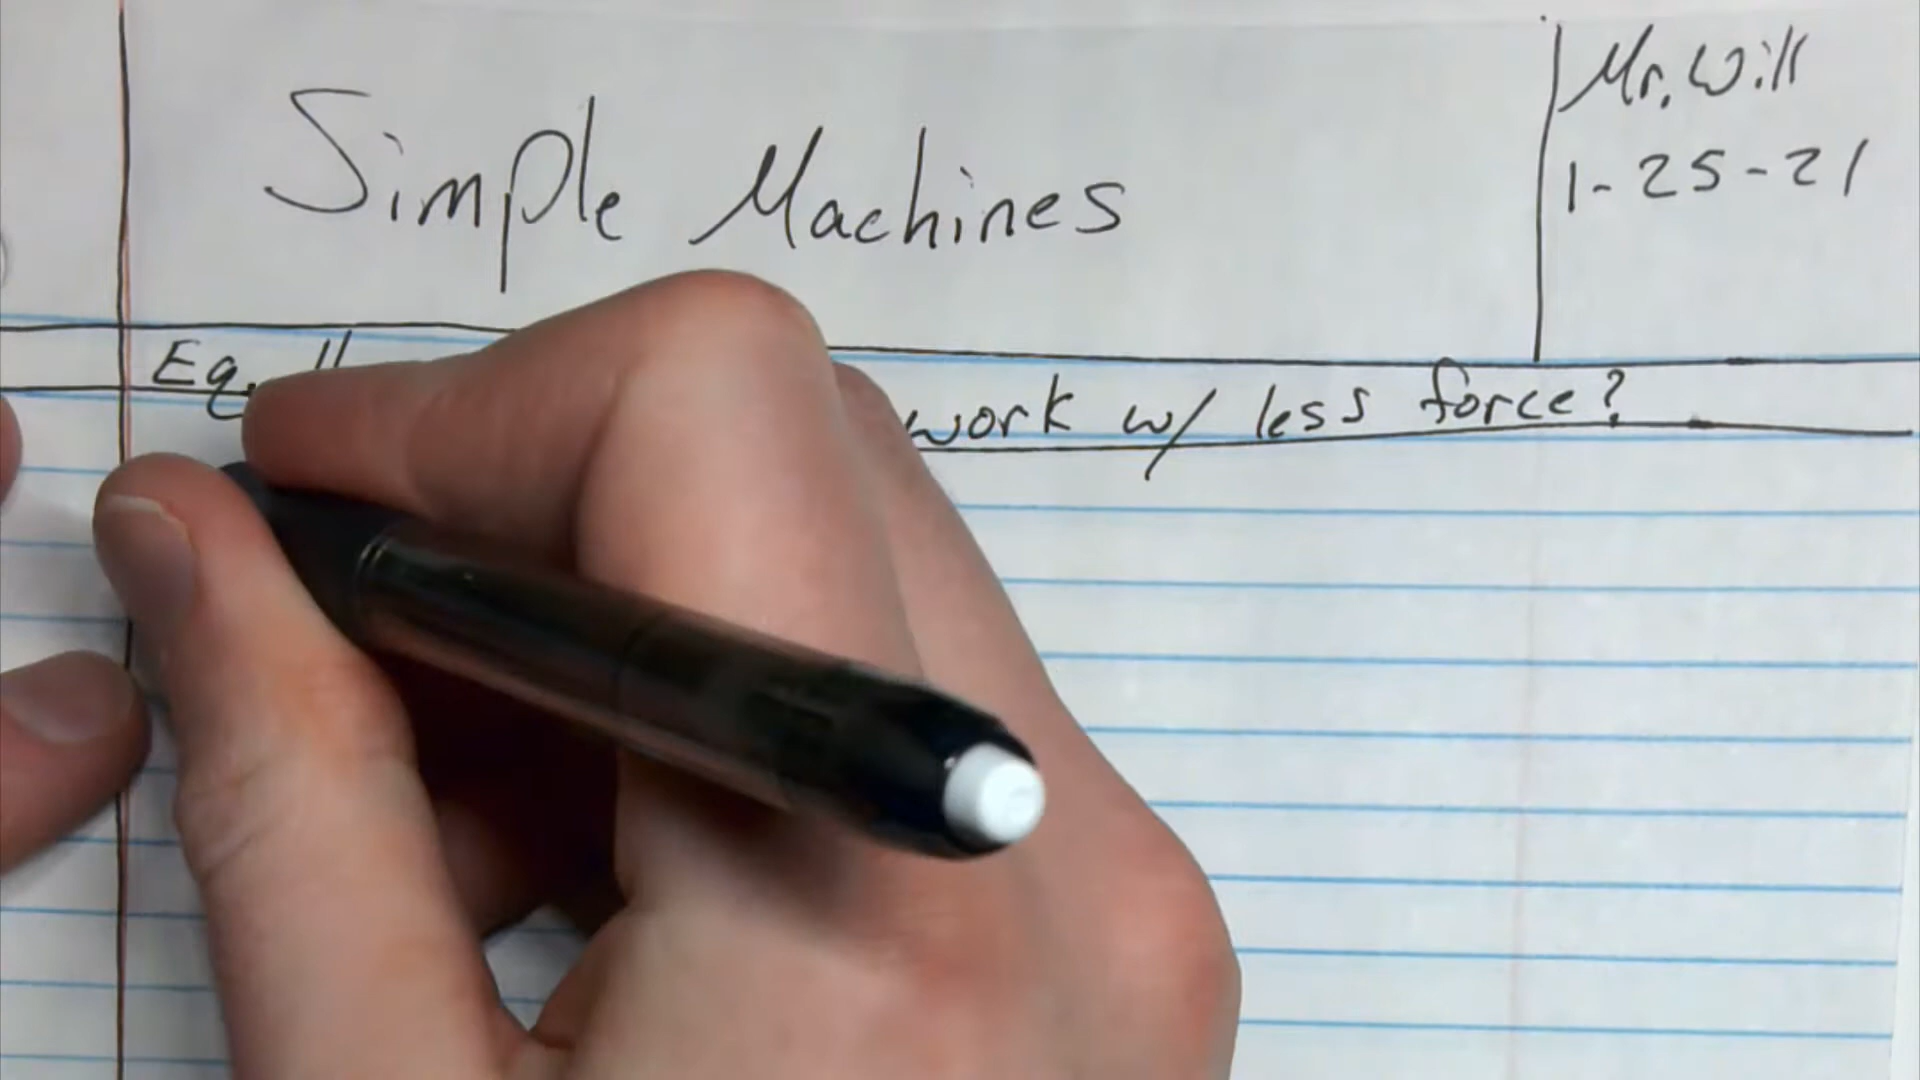 Simple Machines
Mr. Will
1-25-21
Eq. work w/ less force?